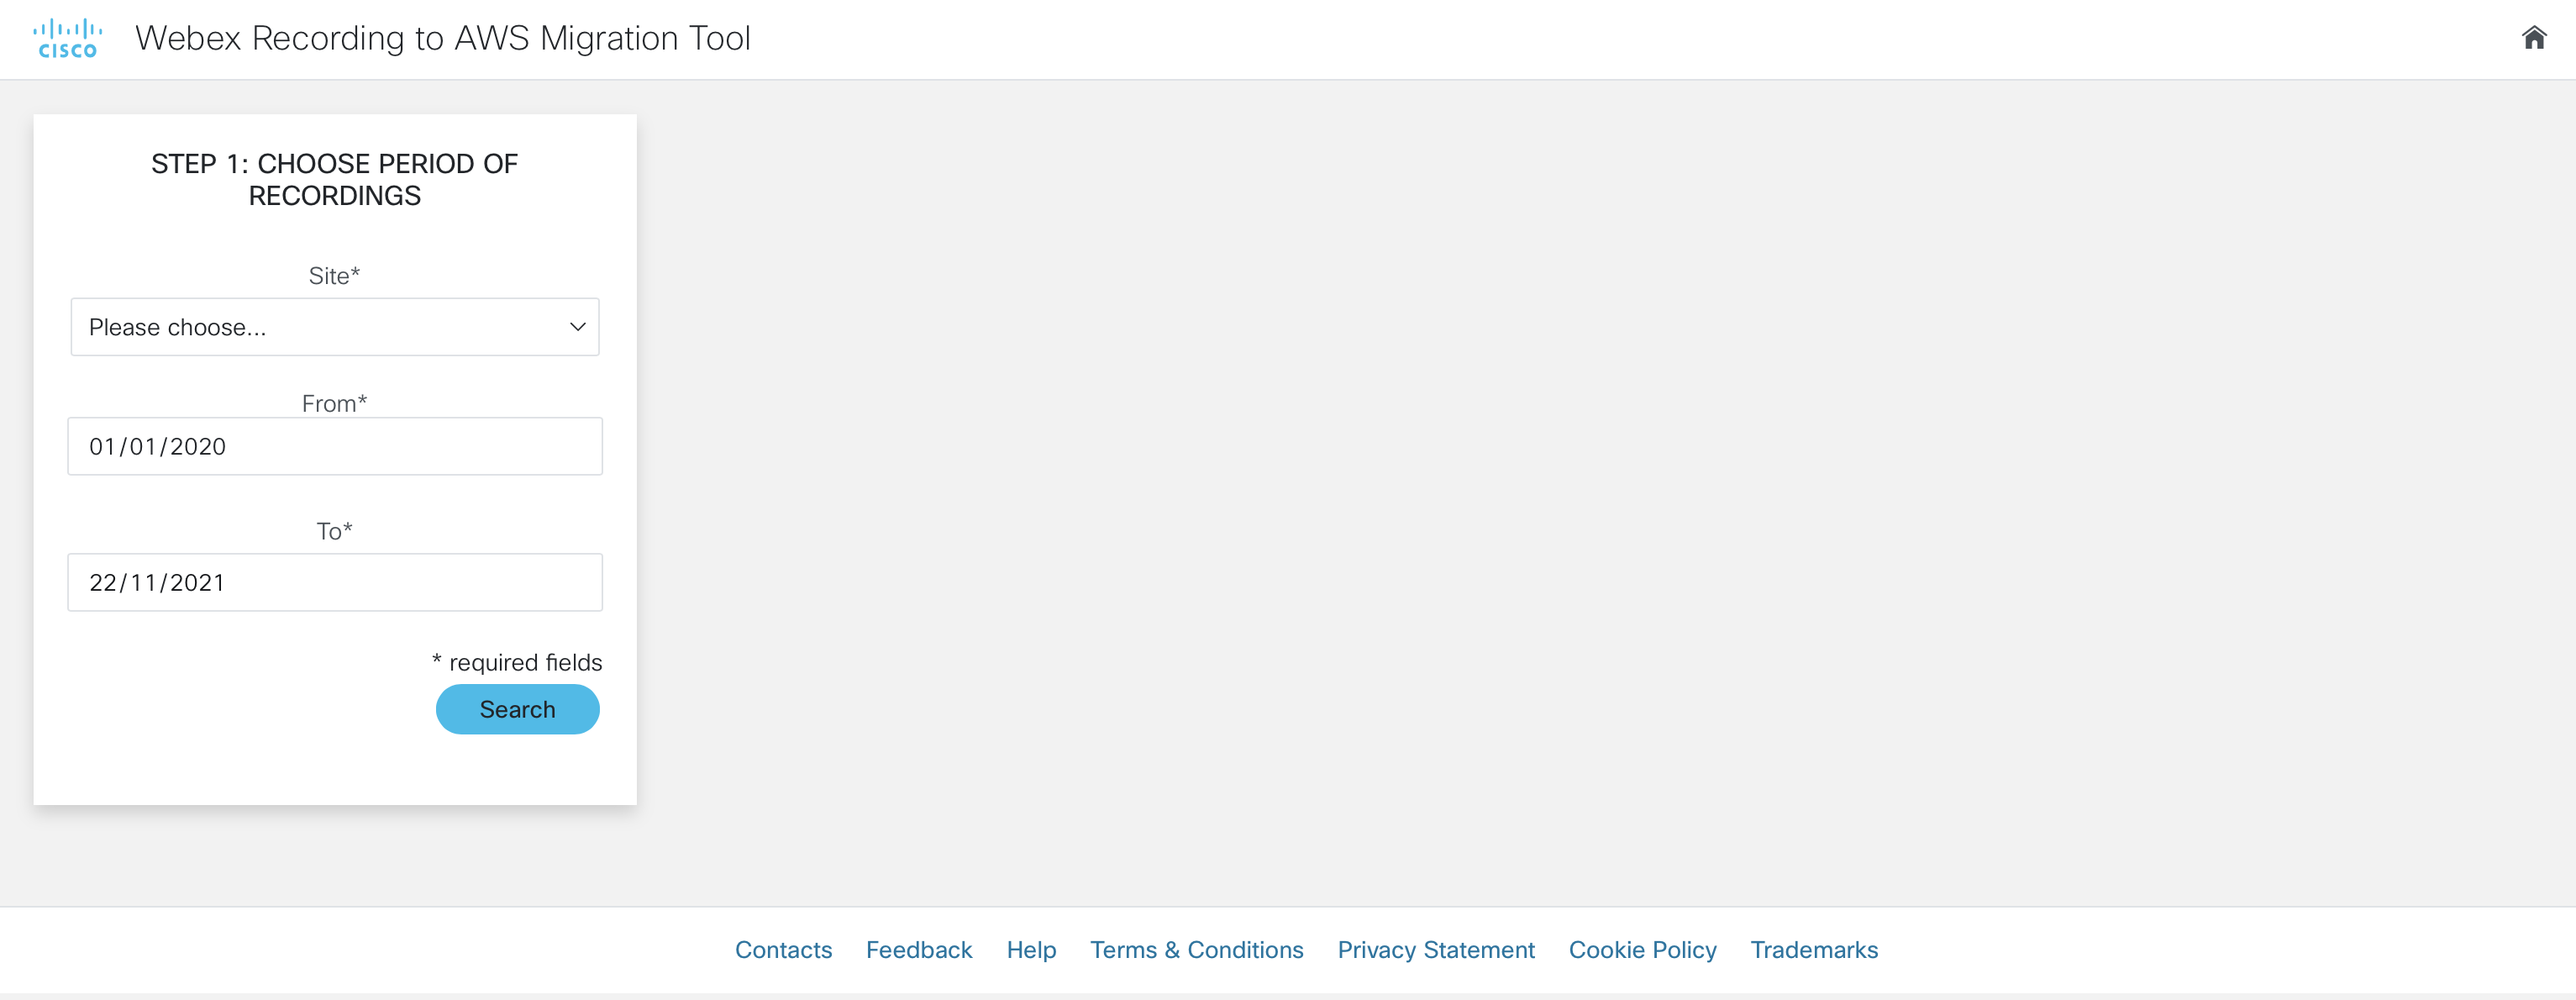 CISCO
Webex Recording to AWS Migration Tool
STEP 1: CHOOSE PERIOD OF
RECORDINGS
Site*
Please choose...
From*
01/01/2020
To*
22/11/2021
* required fields
Search
Contacts Feedback Help Terms & Conditions Privacy Statement Cookie Policy Trademarks